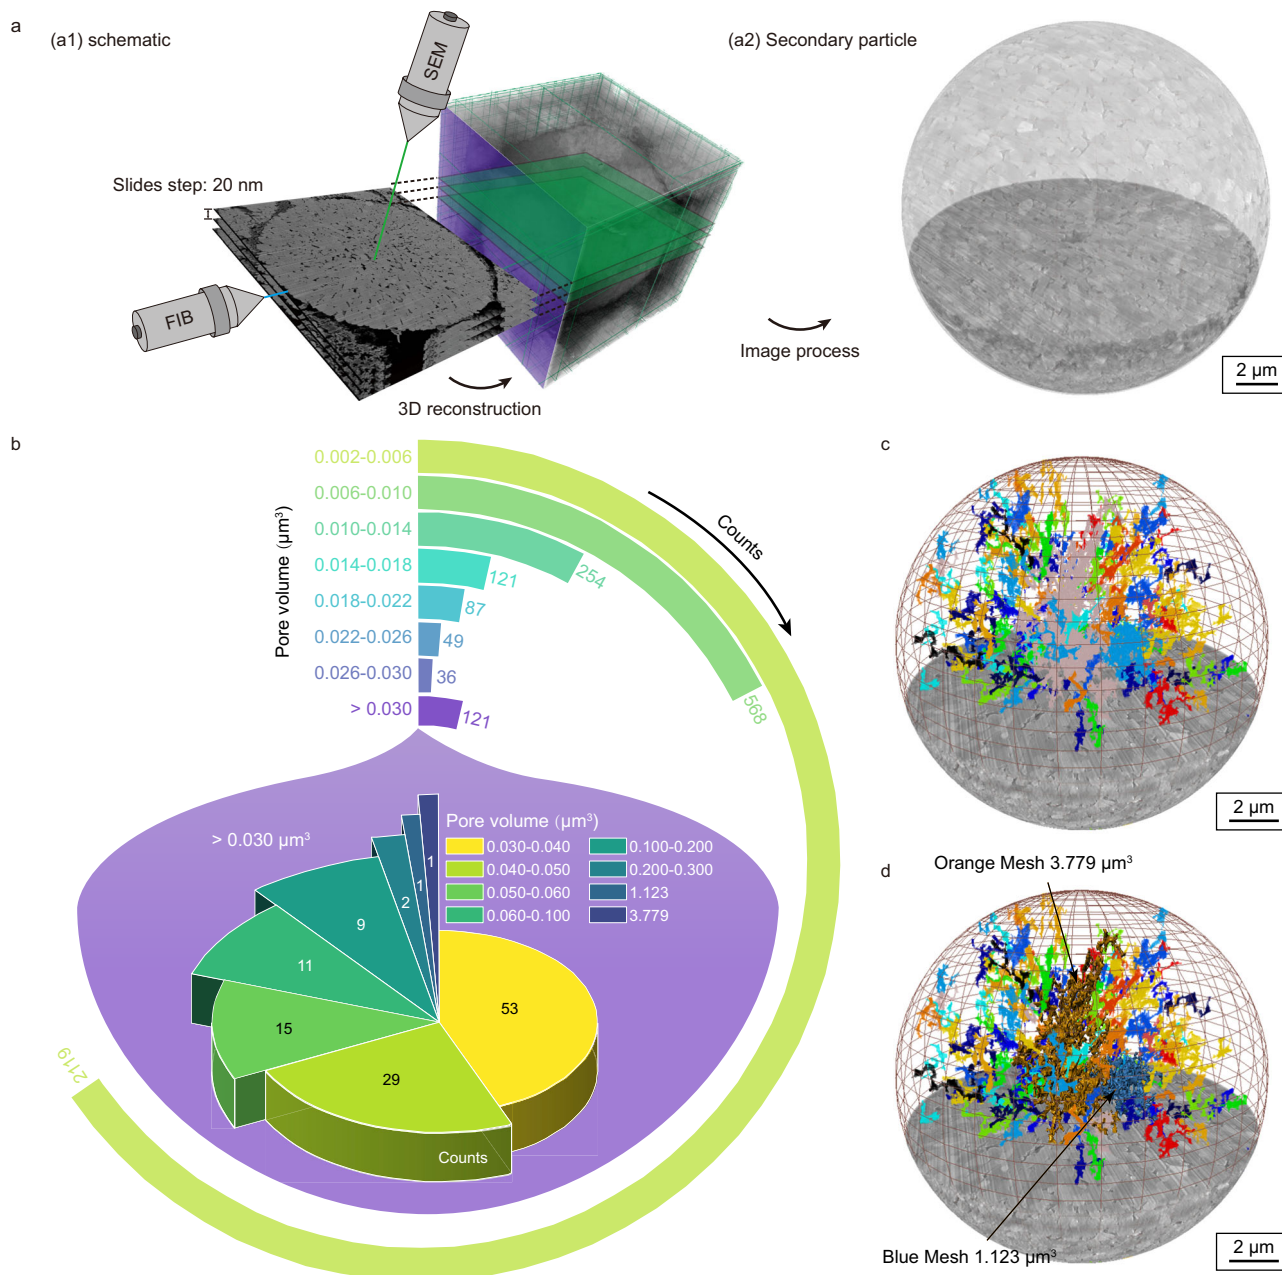 a
(a1) schematic
(a2) Secondary particle
SEM
Slides step: 20 nm
FIB
3D reconstruction
Image process
2 μm
b
Pore volume (μm³)
0.002-0.006
0.006-0.010
0.010-0.014
0.014-0.018
0.018-0.022
0.022-0.026
0.026-0.030
> 0.030
2119
568
254
121
87
49
36
121
Counts
> 0.030 μm³
Pore volume (μm³)
0.030-0.040
0.040-0.050
0.050-0.060
0.060-0.100
0.100-0.200
0.200-0.300
1.123
3.779
53
29
15
11
9
2
1
1
Counts
c
2 μm
d
Orange Mesh 3.779 μm³
Blue Mesh 1.123 μm³
2 μm